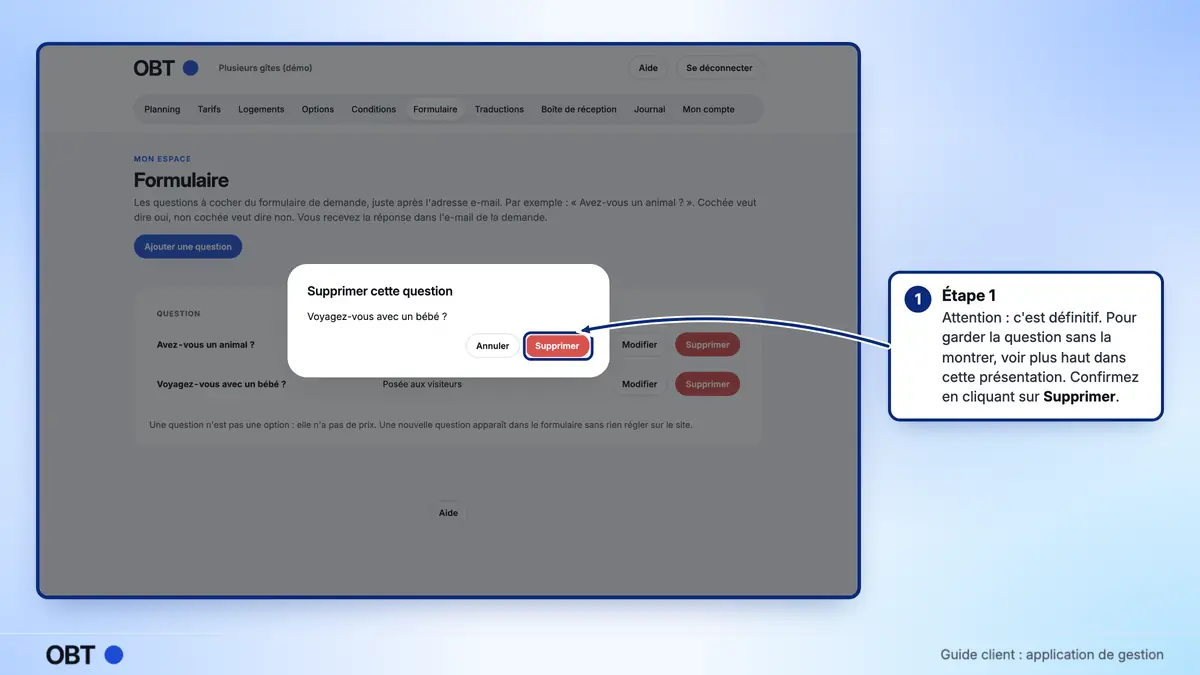 OBT
Plusieurs gîtes (démo)
Aide
Se déconnecter
Planning
Tarifs
Logements
Options
Conditions
Formulaire
Traductions
Boîte de réception
Journal
Mon compte
MON ESPACE
Formulaire
Les questions à cocher du formulaire de demande, juste après l'adresse e-mail. Par exemple : « Avez-vous un animal ? ». Cochée veut
dire oui, non cochée veut dire non. Vous recevez la réponse dans l'e-mail de la demande.
Ajouter une question
Supprimer cette question
Voyagez-vous avec un bébé ?
Annuler
Supprimer
QUESTION
Avez-vous un animal ?
Modifier
Supprimer
Voyagez-vous avec un bébé ?
Posée aux visiteurs
Modifier
Supprimer
Une question n'est pas une option : elle n'a pas de prix. Une nouvelle question apparaît dans le formulaire sans rien régler sur le site.
Aide
1
Étape 1
Attention : c'est définitif. Pour
garder la question sans la
montrer, voir plus haut dans
cette présentation. Confirmez
en cliquant sur Supprimer.
OBT
Guide client : application de gestion